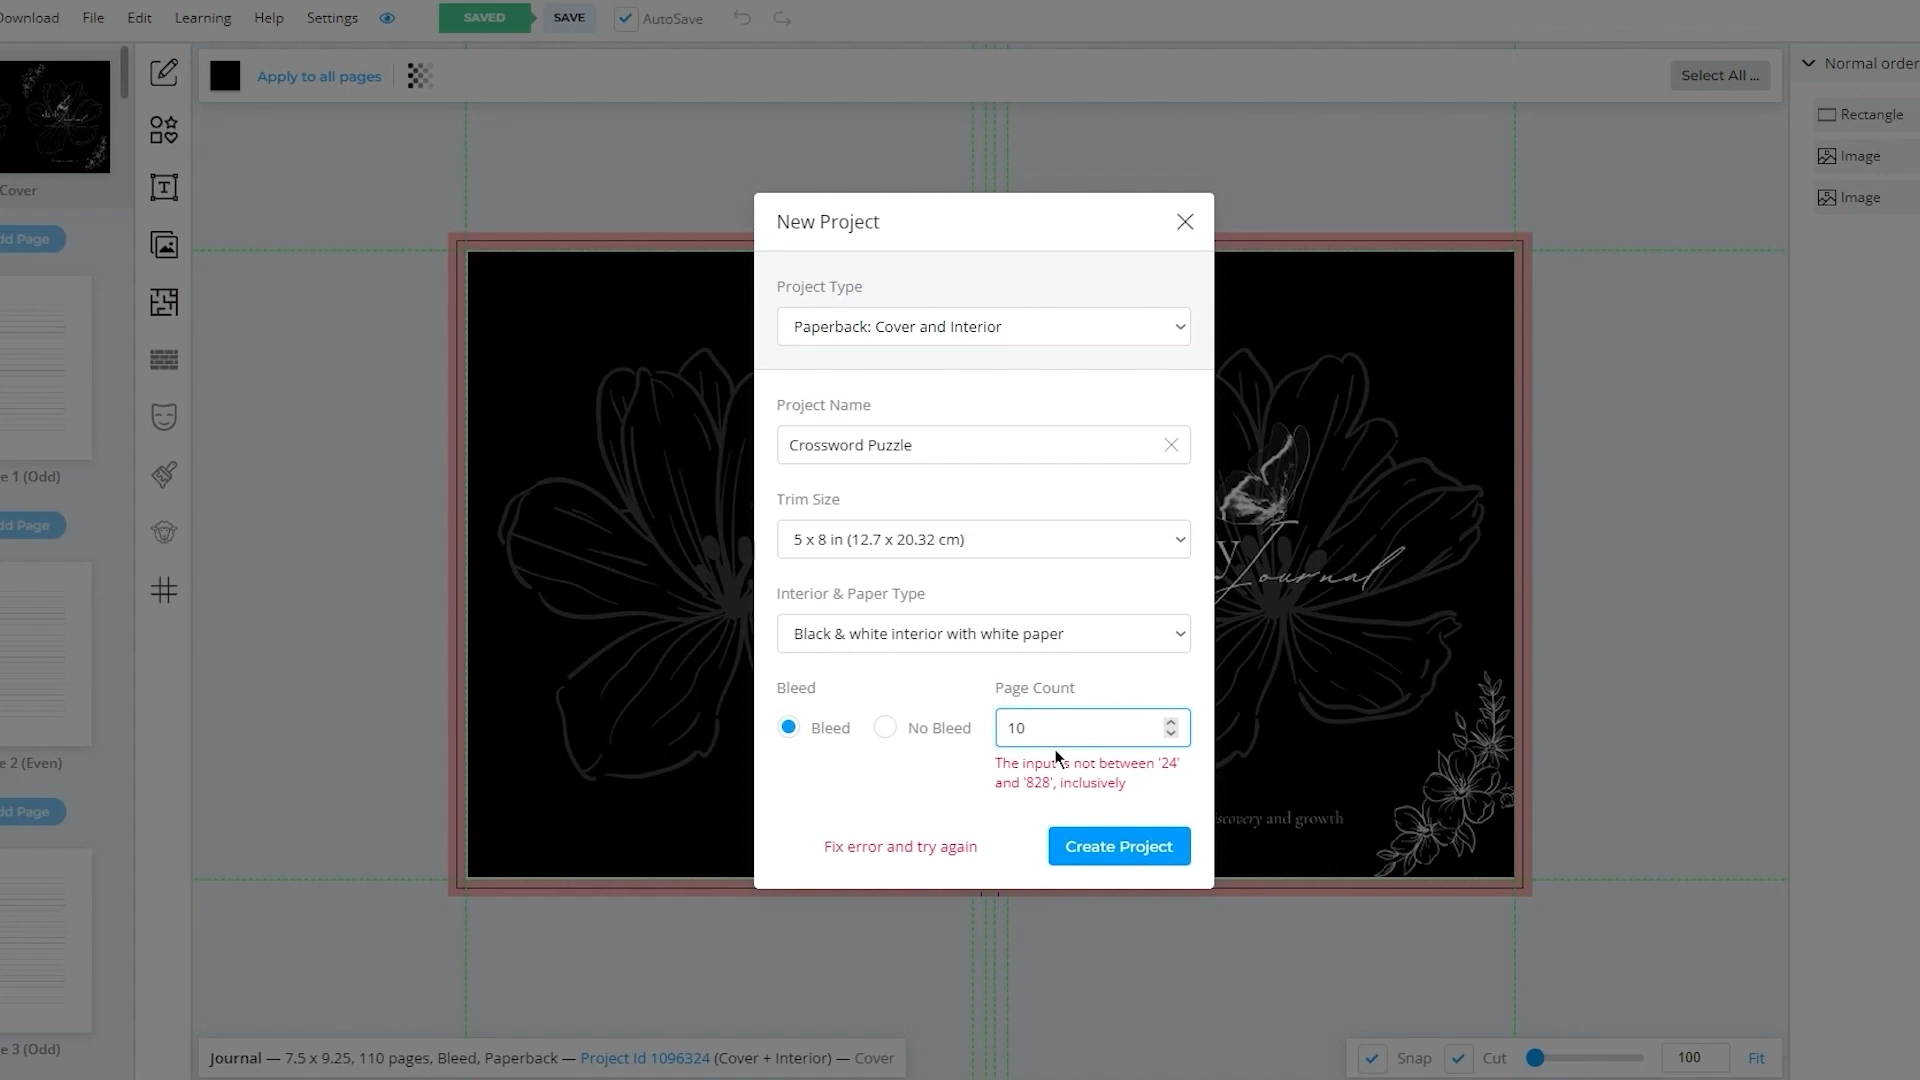 Download File Edit Learning Help Settings SAVED SAVE AutoSave
Apply to all pages Select All ...
Normal order
Rectangle
Image
Image
Cover
dd Page
e 1 (Odd)
dd Page
e 2 (Even)
dd Page
e 3 (Odd)
New Project
Project Type
Paperback: Cover and Interior
Project Name
Crossword Puzzle
Trim Size
5 x 8 in (12.7 x 20.32 cm)
Interior & Paper Type
Black & white interior with white paper
Bleed Page Count
Bleed No Bleed 10
The input is not between '24'
and '828', inclusively
Fix error and try again Create Project
y
Journal
scovery and growth
Journal — 7.5 x 9.25, 110 pages, Bleed, Paperback — Project Id 1096324 (Cover + Interior) — Cover
Snap Cut 100 Fit